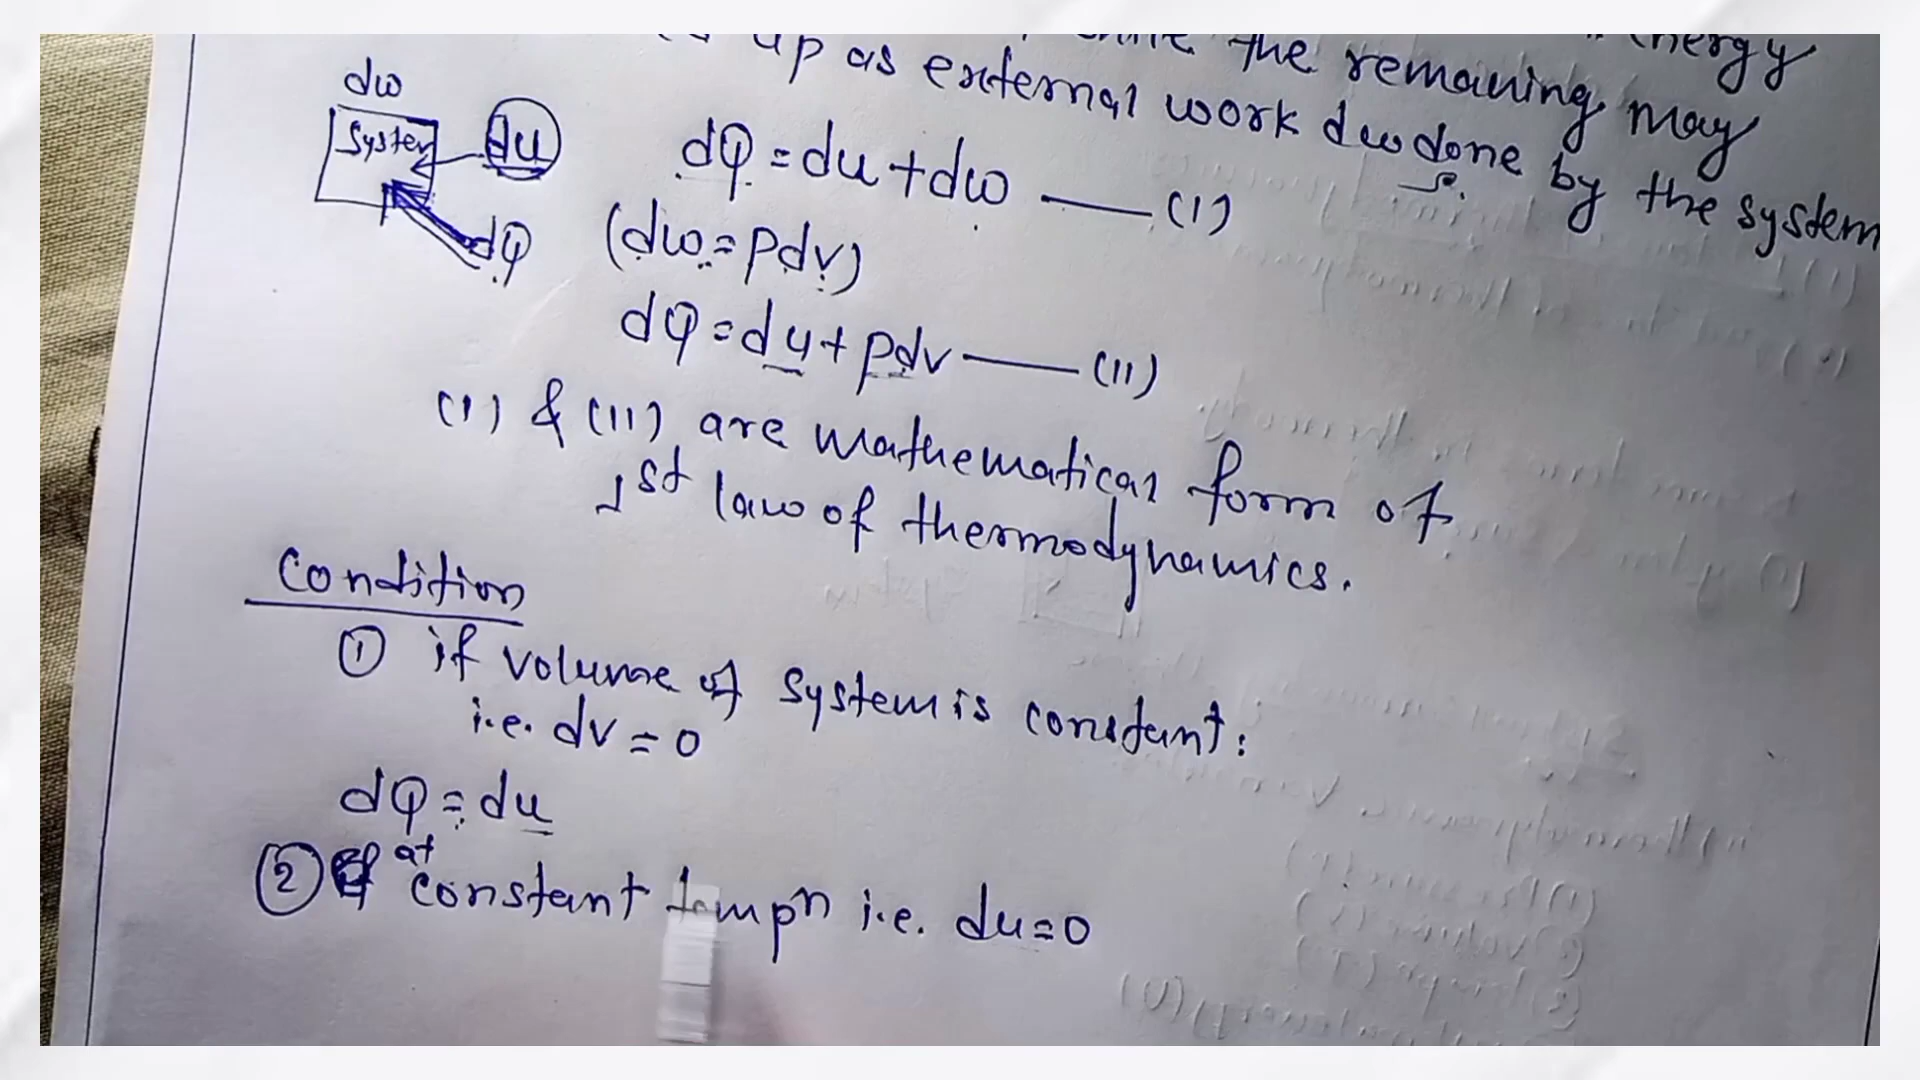 up as external work dw done by the system
the remaining may
energy
dw
System
du
dQ
dQ = du + dw —— (I)
(dw = pdv)
dQ = du + pdv —— (II)
(I) & (II) are mathematical form of
1st law of thermodynamics.
Condition
① if volume of system is constant:
i.e. dv = 0
dQ = du
② at constant tempn i.e. du = 0